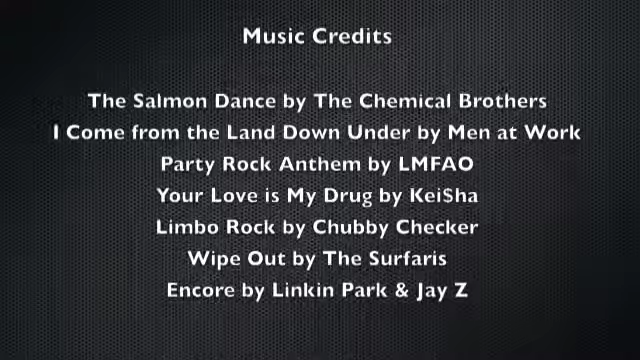 Music Credits
The Salmon Dance by The Chemical Brothers
I Come from the Land Down Under by Men at Work
Party Rock Anthem by LMFAO
Your Love is My Drug by KeiSha
Limbo Rock by Chubby Checker
Wipe Out by The Surfaris
Encore by Linkin Park & Jay Z